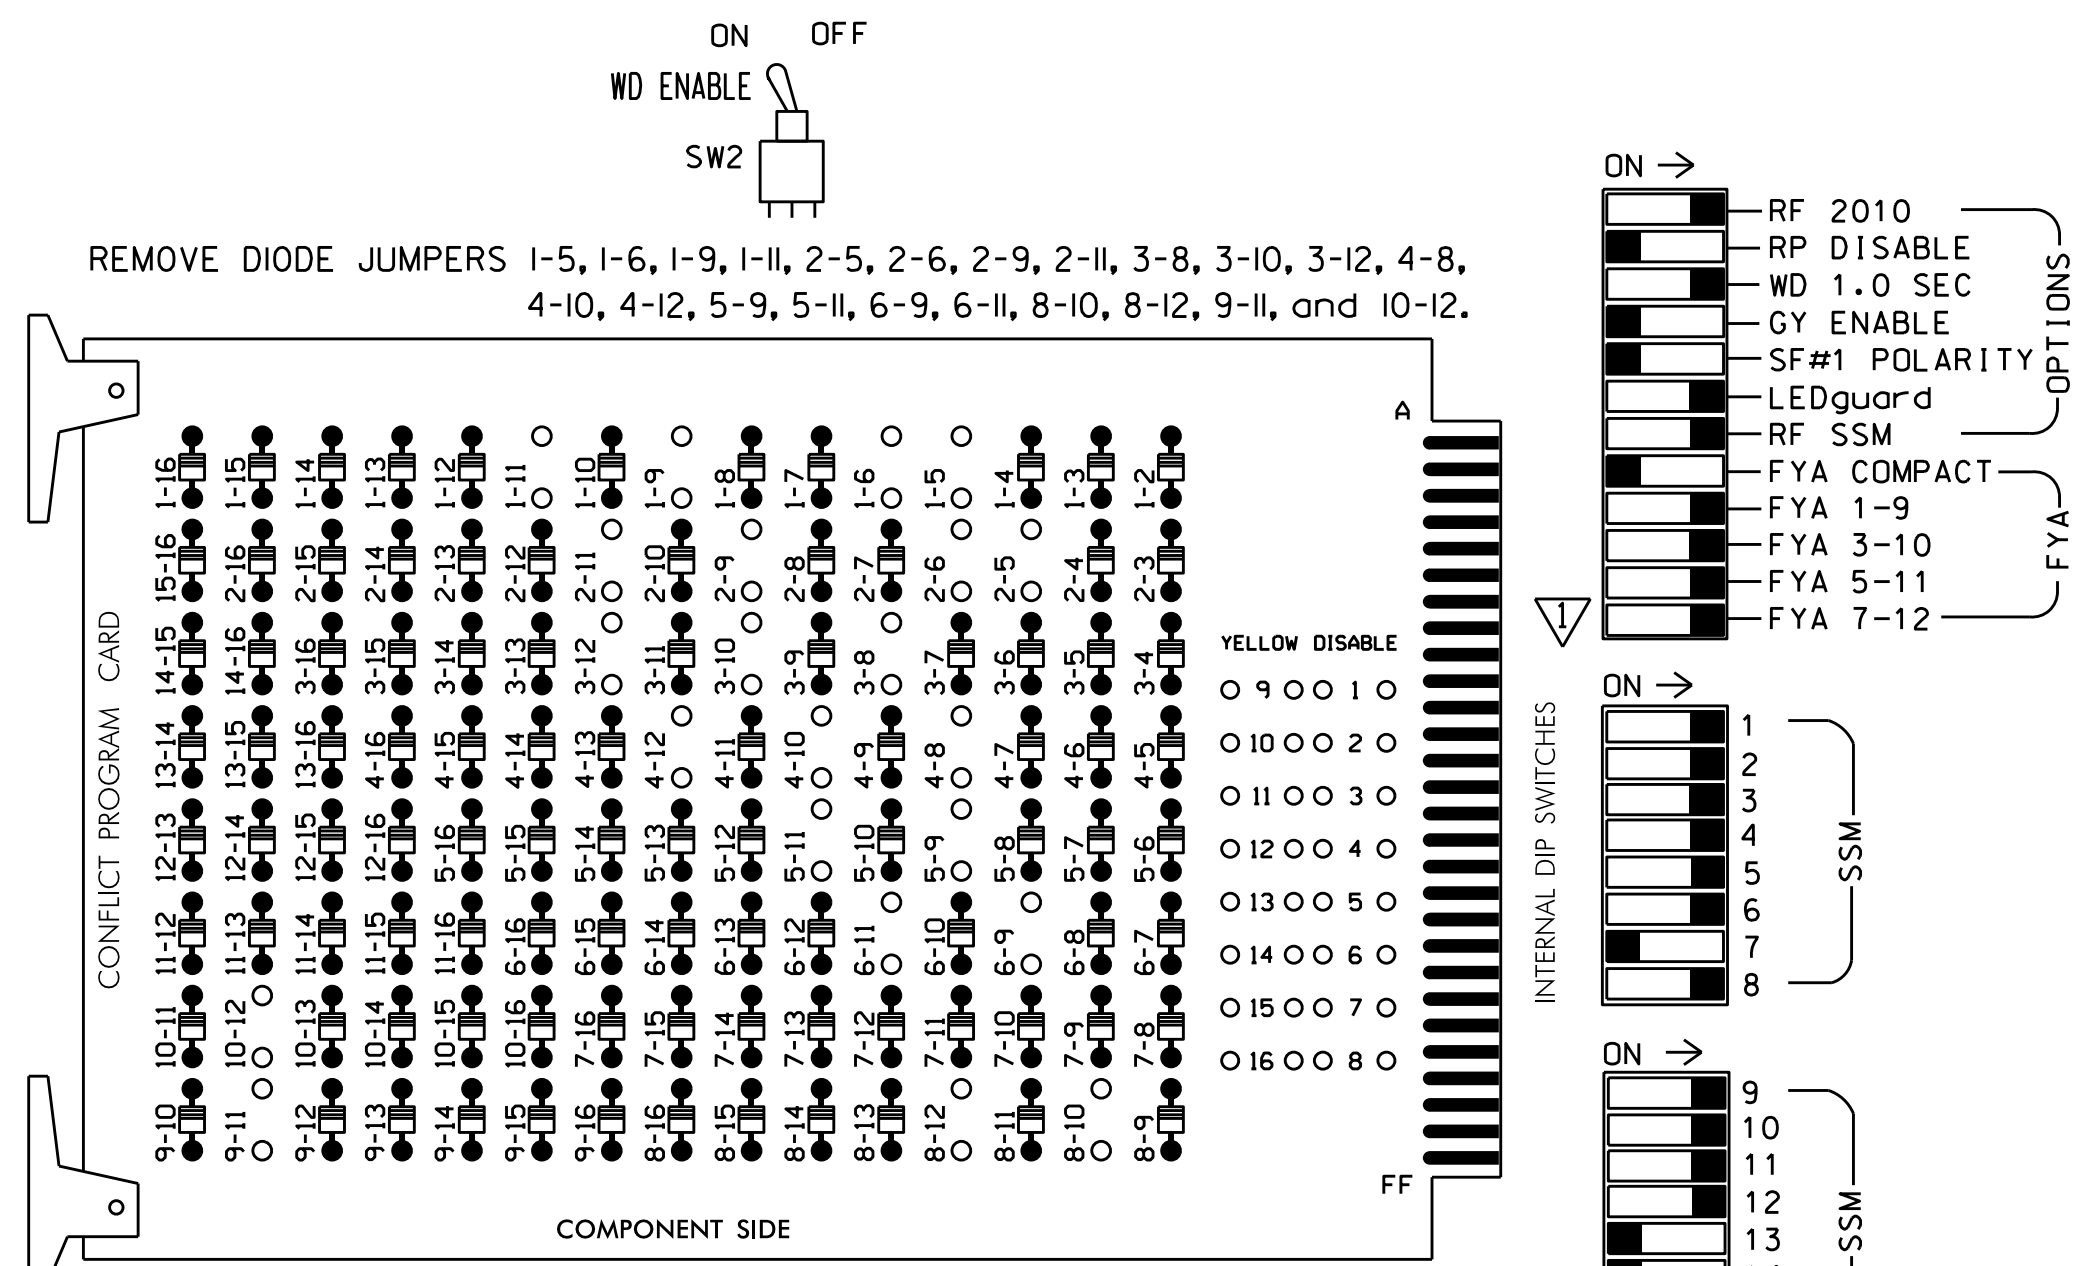 ON OFF
WD ENABLE
SW2
REMOVE DIODE JUMPERS 1-5, 1-6, 1-9, 1-11, 2-5, 2-6, 2-9, 2-11, 3-8, 3-10, 3-12, 4-8,
4-10, 4-12, 5-9, 5-11, 6-9, 6-11, 8-10, 8-12, 9-11, and 10-12.
CONFLICT PROGRAM CARD
1-16 1-15 1-14 1-13 1-12 1-11 1-10 1-9 1-8 1-7 1-6 1-5 1-4 1-3 1-2
15-16 2-16 2-15 2-14 2-13 2-12 2-11 2-10 2-9 2-8 2-7 2-6 2-5 2-4 2-3
14-15 14-16 3-16 3-15 3-14 3-13 3-12 3-11 3-10 3-9 3-8 3-7 3-6 3-5 3-4
13-14 13-15 13-16 4-16 4-15 4-14 4-13 4-12 4-11 4-10 4-9 4-8 4-7 4-6 4-5
12-13 12-14 12-15 12-16 5-16 5-15 5-14 5-13 5-12 5-11 5-10 5-9 5-8 5-7 5-6
11-12 11-13 11-14 11-15 11-16 6-16 6-15 6-14 6-13 6-12 6-11 6-10 6-9 6-8 6-7
10-11 10-12 10-13 10-14 10-15 10-16 7-16 7-15 7-14 7-13 7-12 7-11 7-10 7-9 7-8
9-10 9-11 9-12 9-13 9-14 9-15 9-16 8-16 8-15 8-14 8-13 8-12 8-11 8-10 8-9
COMPONENT SIDE
A
YELLOW DISABLE
9 1
10 2
11 3
12 4
13 5
14 6
15 7
16 8
FF
1
INTERNAL DIP SWITCHES
ON
RF 2010
RP DISABLE
WD 1.0 SEC
GY ENABLE
SF#1 POLARITY
LEDguard
RF SSM
OPTIONS
FYA COMPACT
FYA 1-9
FYA 3-10
FYA 5-11
FYA 7-12
FYA
ON
1
2
3
4
5
6
7
8
SSM
ON
9
10
11
12
13
SSM